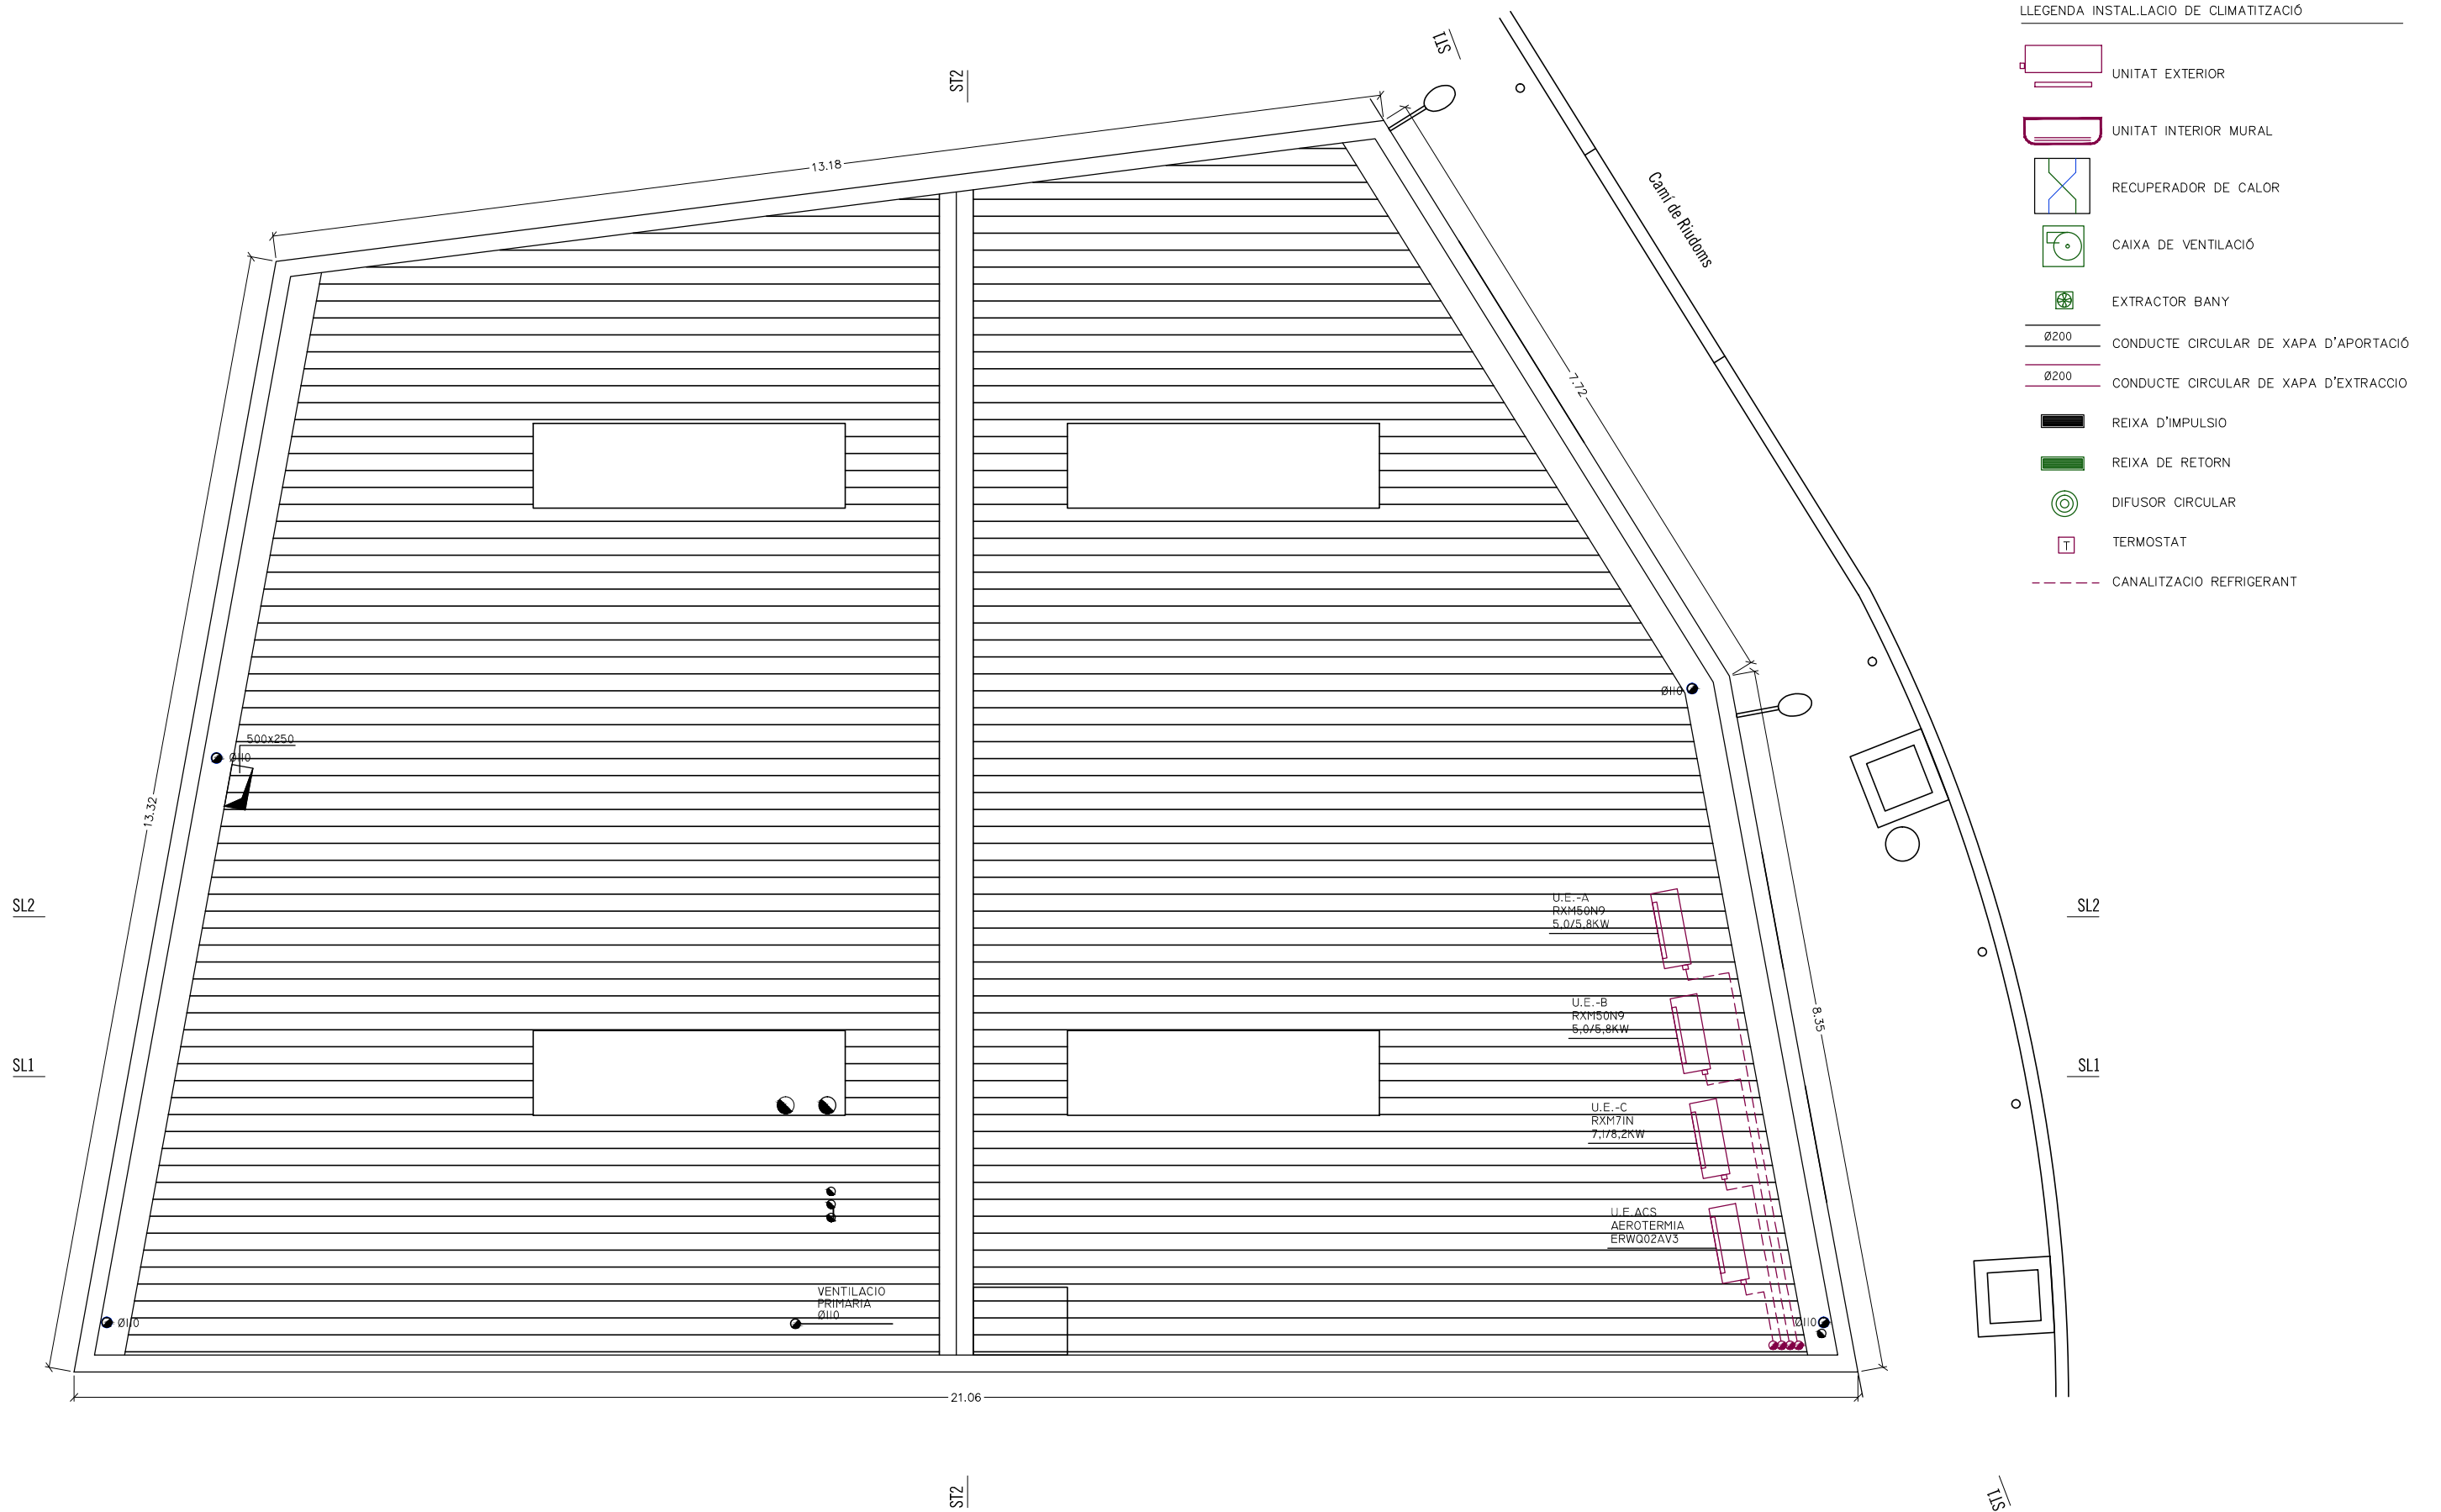 LLEGENDA INSTAL.LACIO DE CLIMATITZACIÓ
UNITAT EXTERIOR
UNITAT INTERIOR MURAL
RECUPERADOR DE CALOR
CAIXA DE VENTILACIÓ
EXTRACTOR BANY
Ø200
CONDUCTE CIRCULAR DE XAPA D'APORTACIÓ
Ø200
CONDUCTE CIRCULAR DE XAPA D'EXTRACCIO
REIXA D'IMPULSIO
REIXA DE RETORN
DIFUSOR CIRCULAR
T
TERMOSTAT
CANALITZACIO REFRIGERANT
ST1
ST2
13.18
Camí de Riudoms
7.72
Ø110
500x250
Ø110
13.32
SL2
SL2
U.E.-A
RXM50N9
5,0/5,8KW
U.E.-B
RXM50N9
5,0/5,8KW
8.35
SL1
SL1
U.E.-C
RXM71N
7,1/8,2KW
U.E.ACS
AEROTERMIA
ERWQ02AV3
VENTILACIO
PRIMARIA
Ø110
Ø110
Ø110
21.06
ST2
ST1